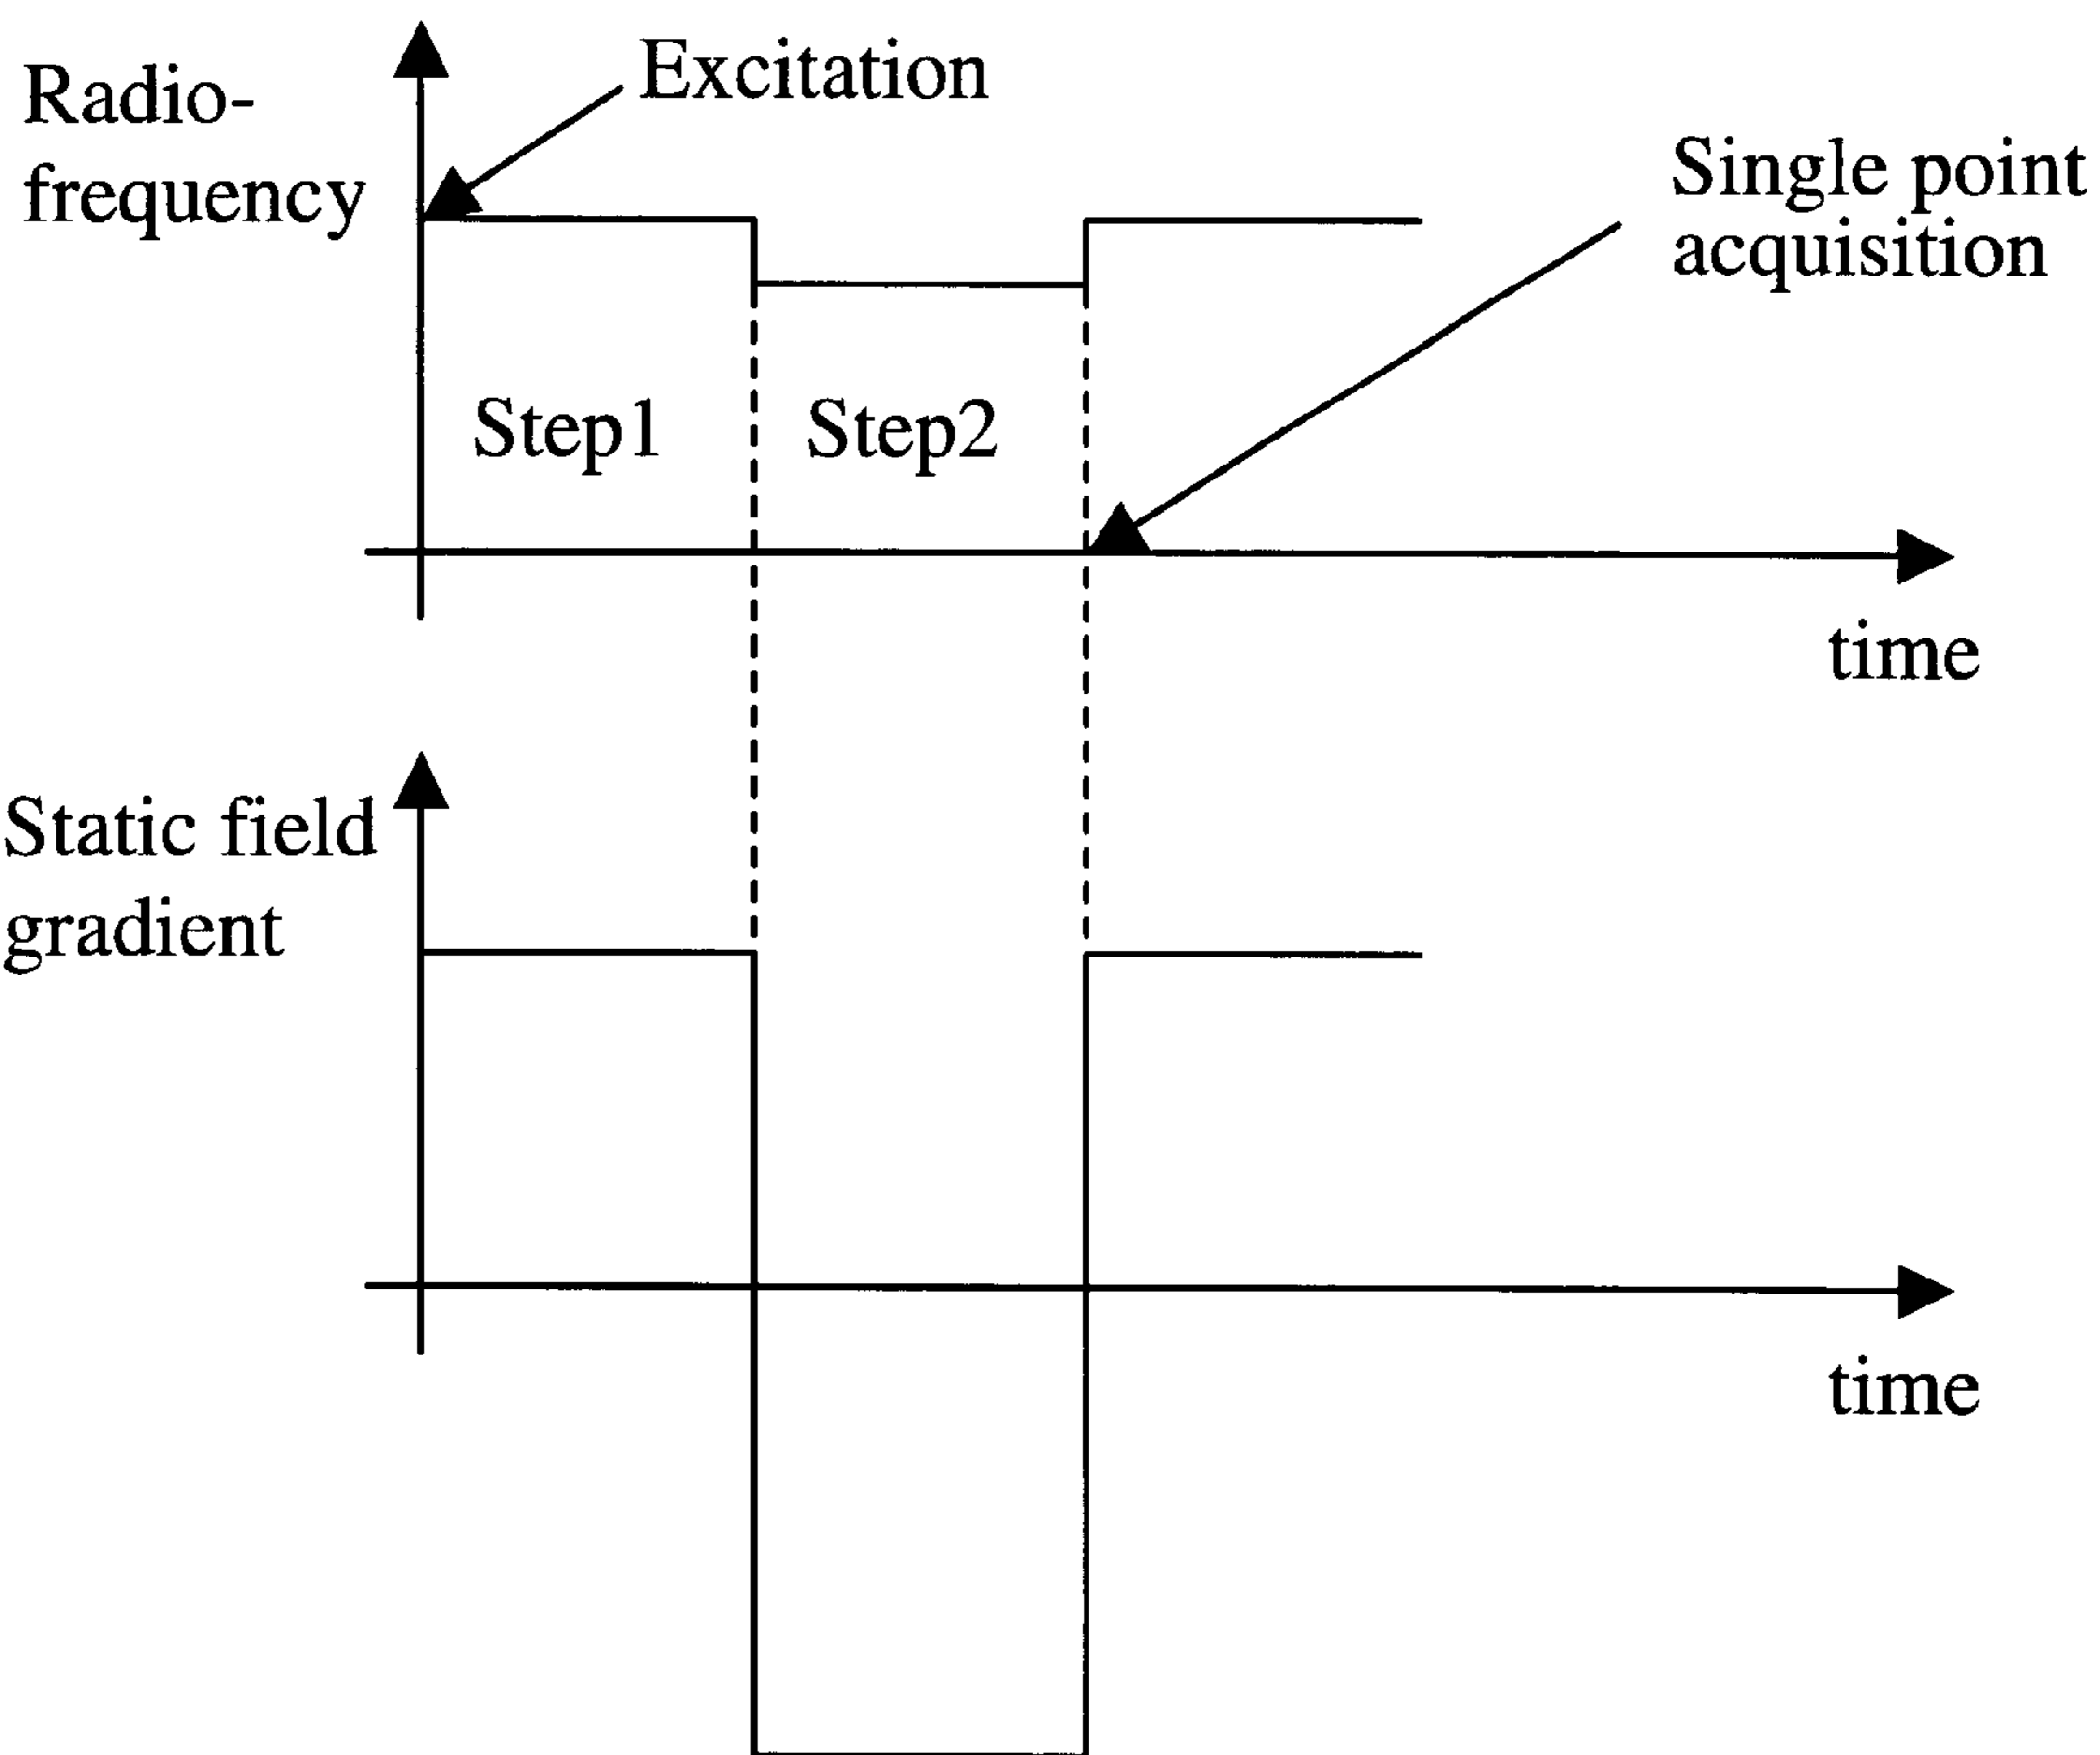 Radio-
frequency
Excitation
Single point
acquisition
Step1
Step2
time
Static field
gradient
time